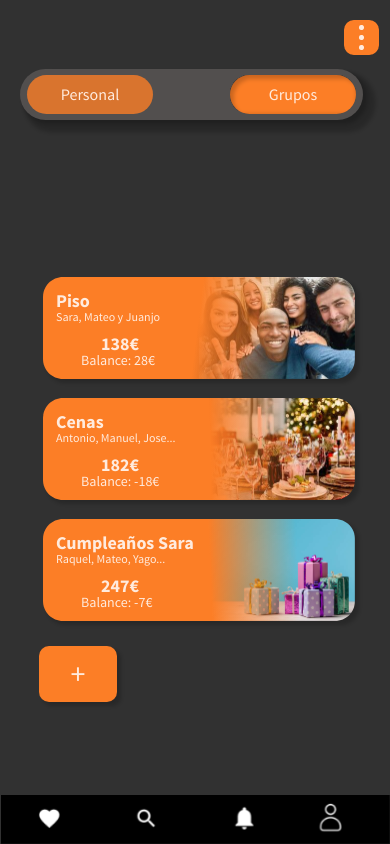 Personal
Grupos
Piso
Sara, Mateo y Juanjo
138€
Balance: 28€
Cenas
Antonio, Manuel, Jose...
182€
Balance: -18€
Cumpleaños Sara
Raquel, Mateo, Yago...
247€
Balance: -7€
+